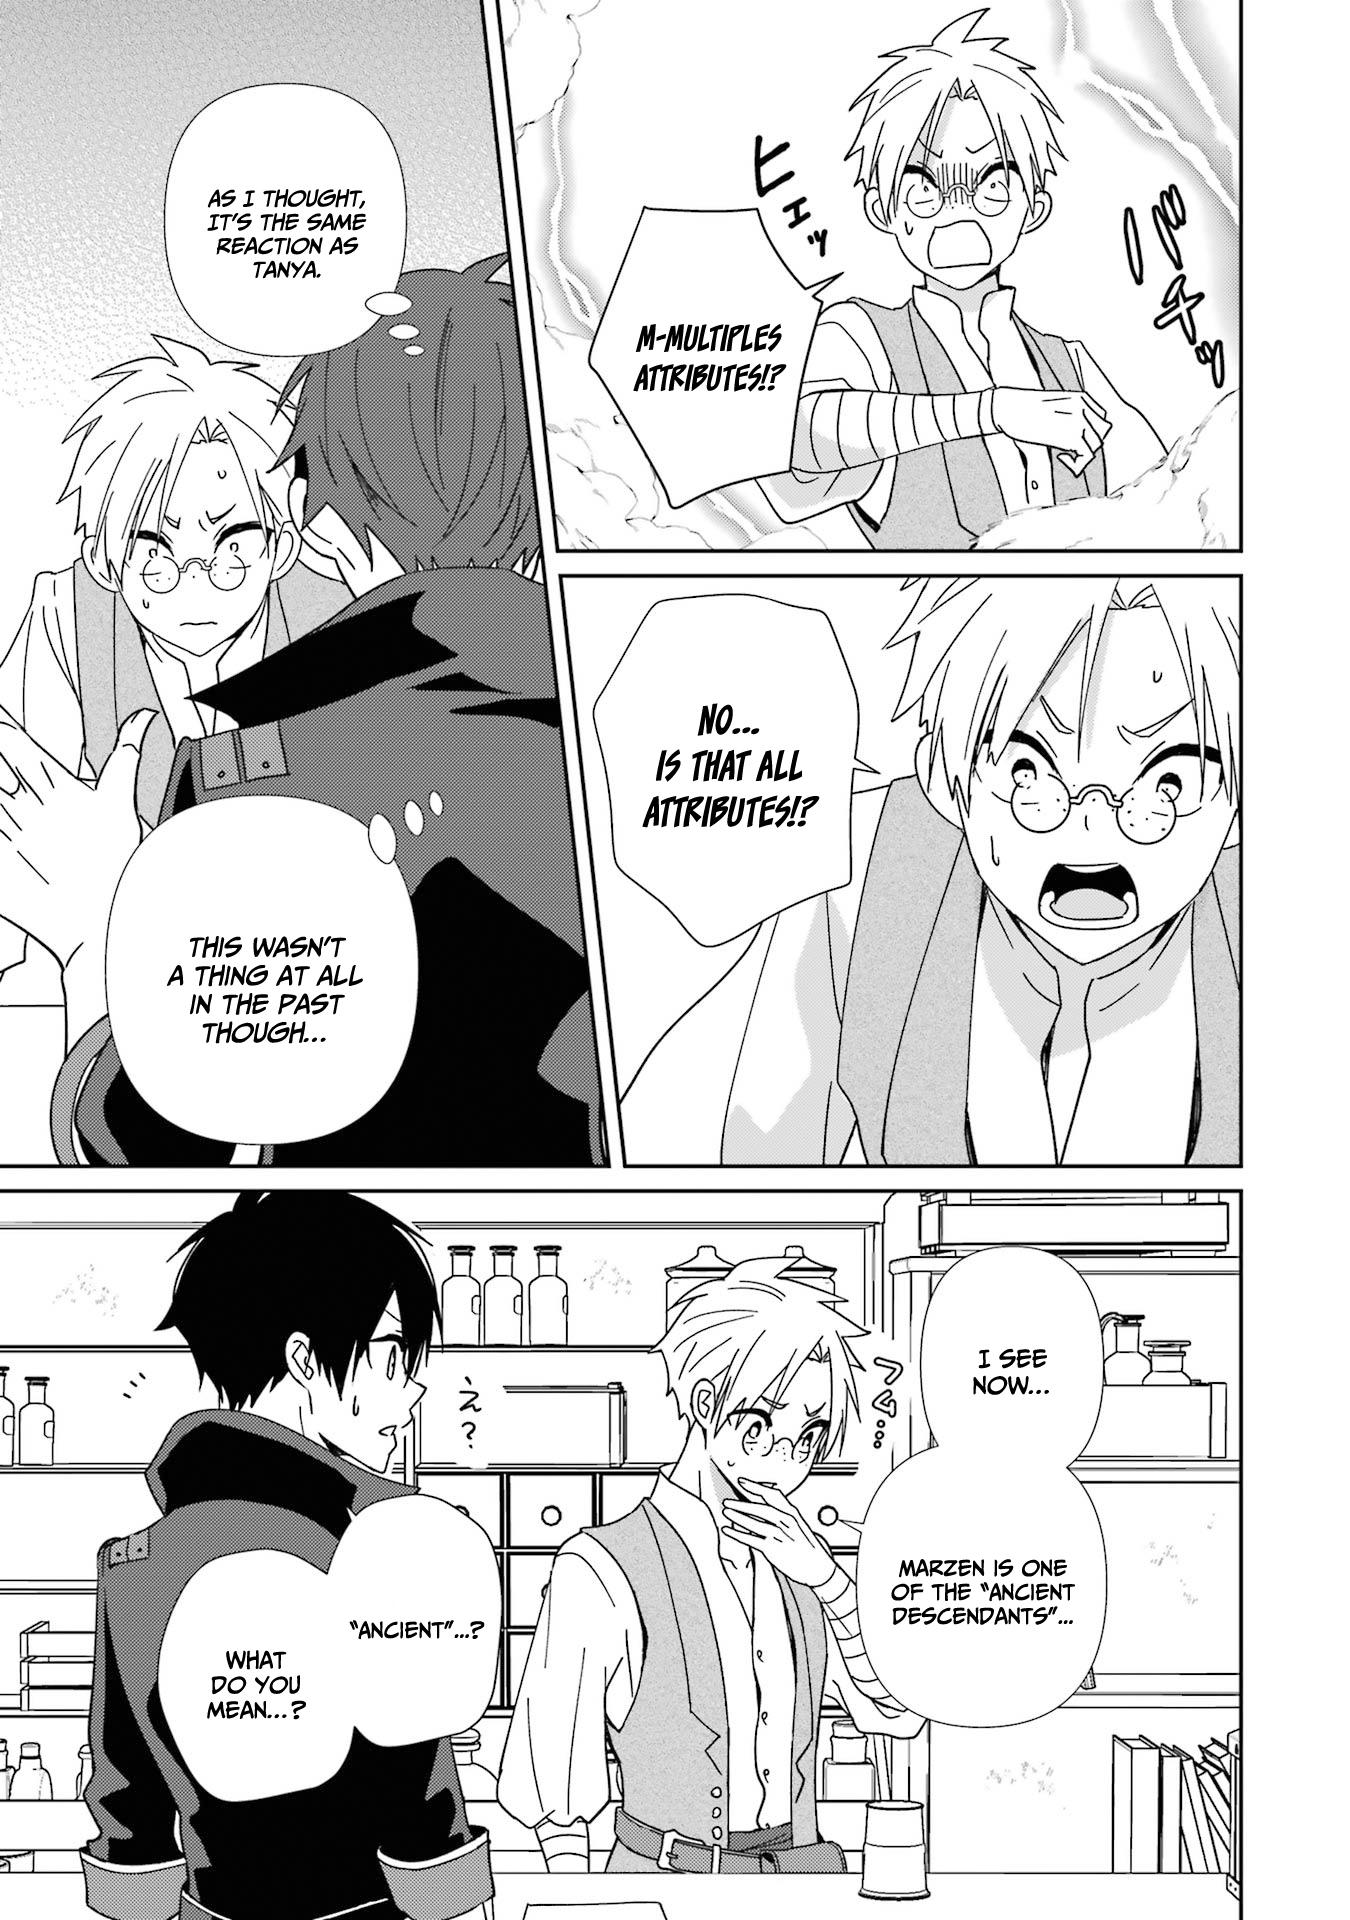 ヒェッ
バチッ
M-MULTIPLES
ATTRIBUTES!?
NO...
IS THAT ALL
ATTRIBUTES!?
AS I THOUGHT,
IT'S THE SAME
REACTION AS
TANYA.
THIS WASN'T
A THING AT ALL
IN THE PAST
THOUGH...
I SEE
NOW...
フム…
MARZEN IS ONE
OF THE "ANCIENT
DESCENDANTS"...
え?
"ANCIENT"...?
WHAT
DO YOU
MEAN...?